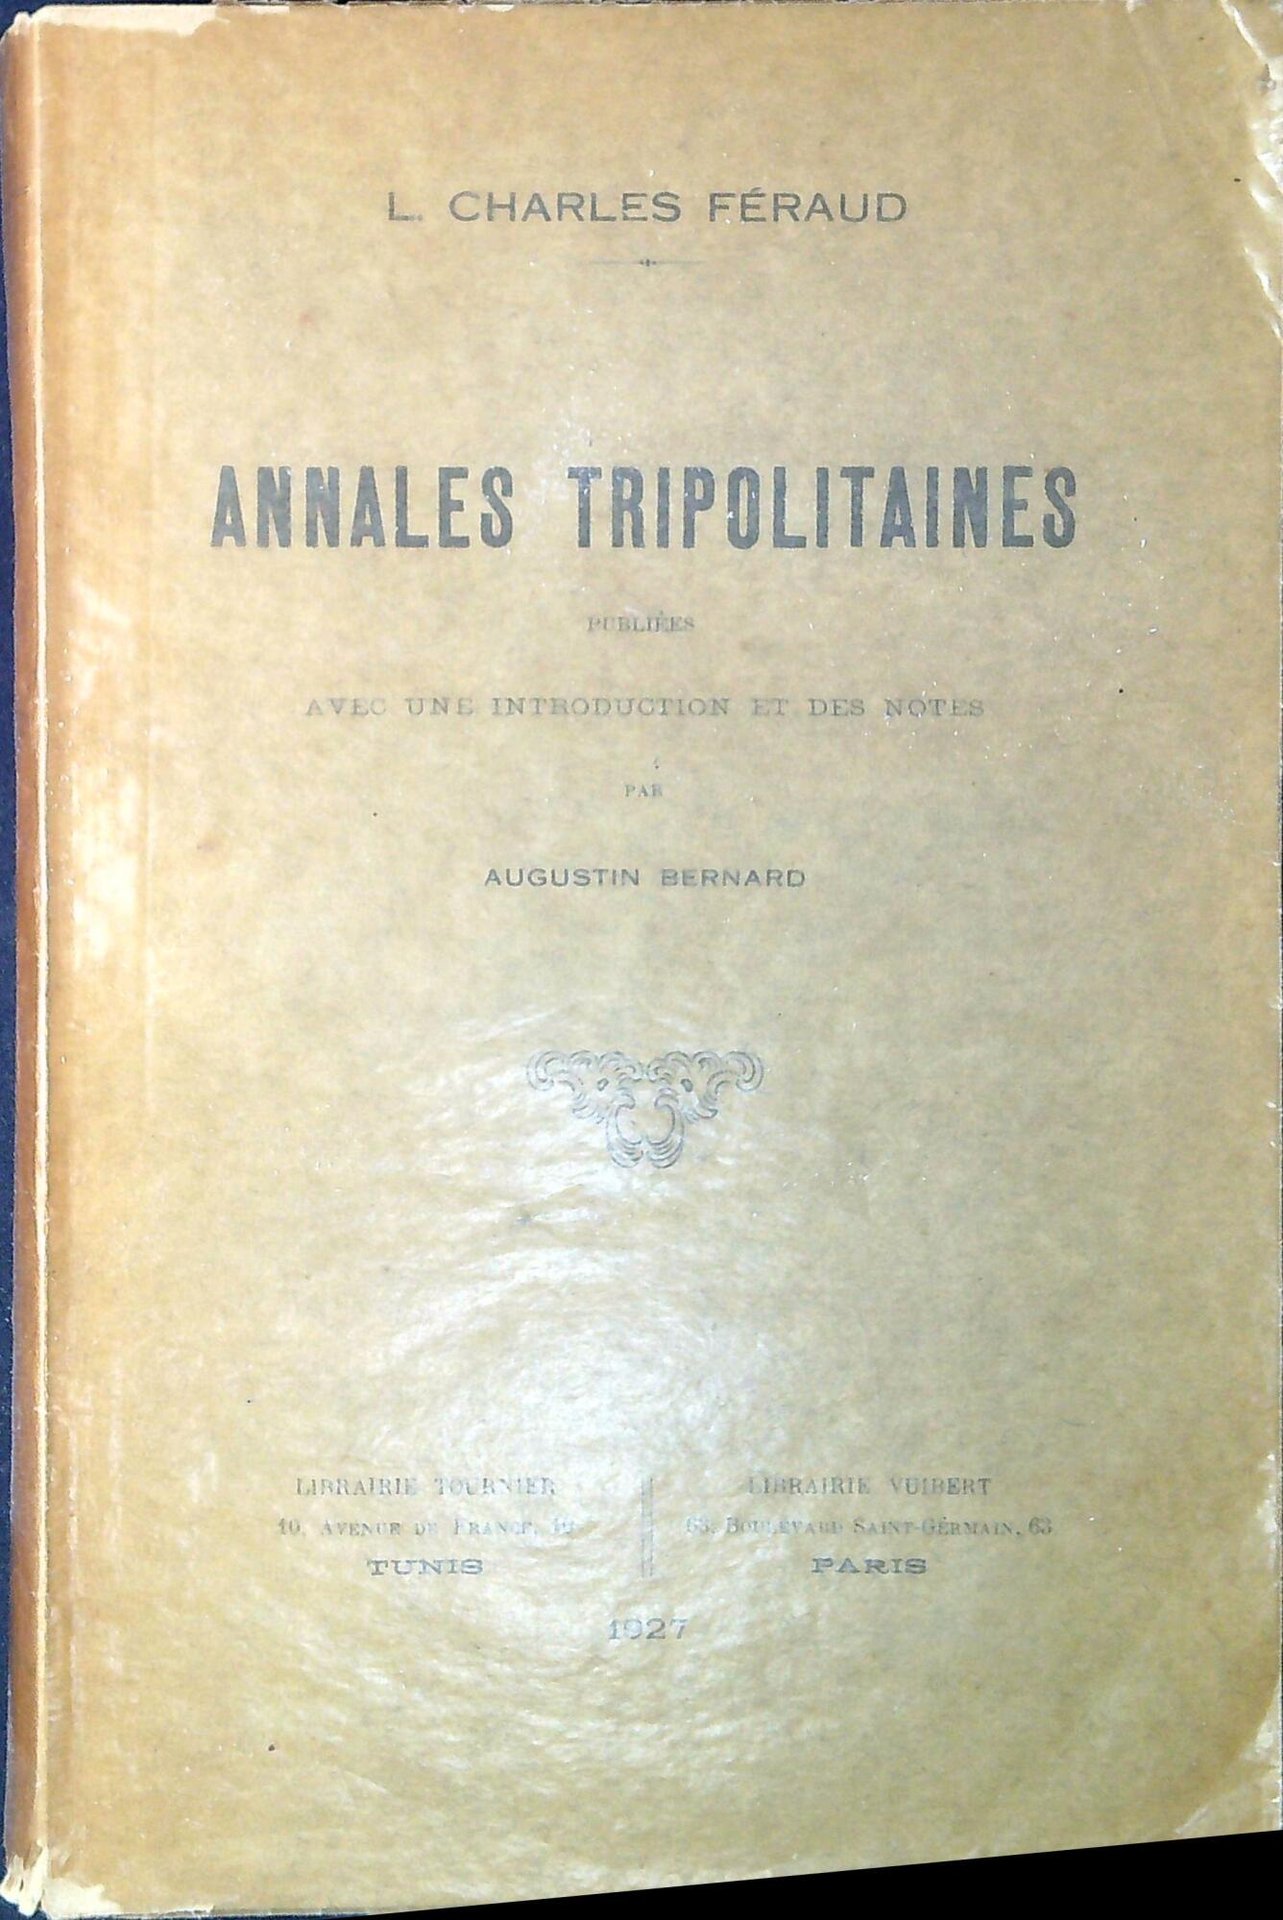 L. CHARLES FÉRAUD
ANNALES TRIPOLITAINES
PUBLIÉES
AVEC UNE INTRODUCTION ET DES NOTES
PAR
AUGUSTIN BERNARD
LIBRAIRIE TOURNIER
10, AVENUE DE FRANCE, 10
TUNIS
LIBRAIRIE VUIBERT
63, BOULEVARD SAINT-GERMAIN, 63
PARIS
1927